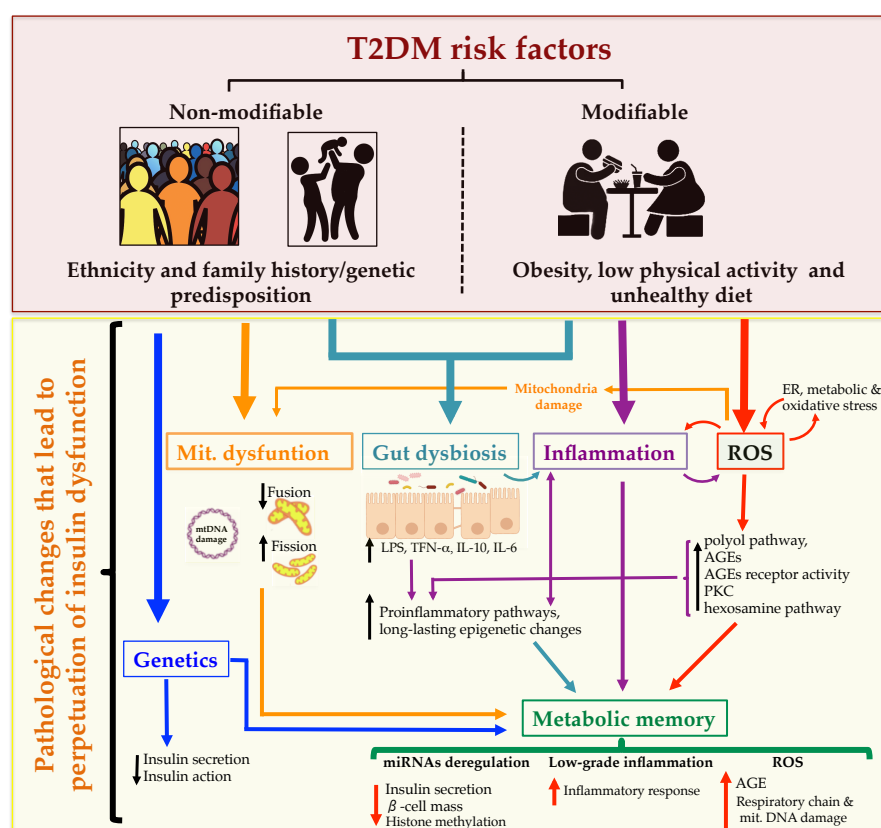 T2DM risk factors
Non-modifiable
Modifiable
Ethnicity and family history/genetic
predisposition
Obesity, low physical activity and
unhealthy diet
Pathological changes that lead to
perpetuation of insulin dysfunction
Mitochondria
damage
ER, metabolic &
oxidative stress
Mit. dysfuntion
Gut dysbiosis
Inflammation
ROS
mtDNA
damage
Fusion
Fission
LPS, TFN-α, IL-10, IL-6
polyol pathway,
AGEs
AGEs receptor activity
PKC
hexosamine pathway
Proinflammatory pathways,
long-lasting epigenetic changes
Genetics
Insulin secretion
Insulin action
Metabolic memory
miRNAs deregulation
Insulin secretion
β-cell mass
Histone methylation
Low-grade inflammation
Inflammatory response
ROS
AGE
Respiratory chain &
mit. DNA damage